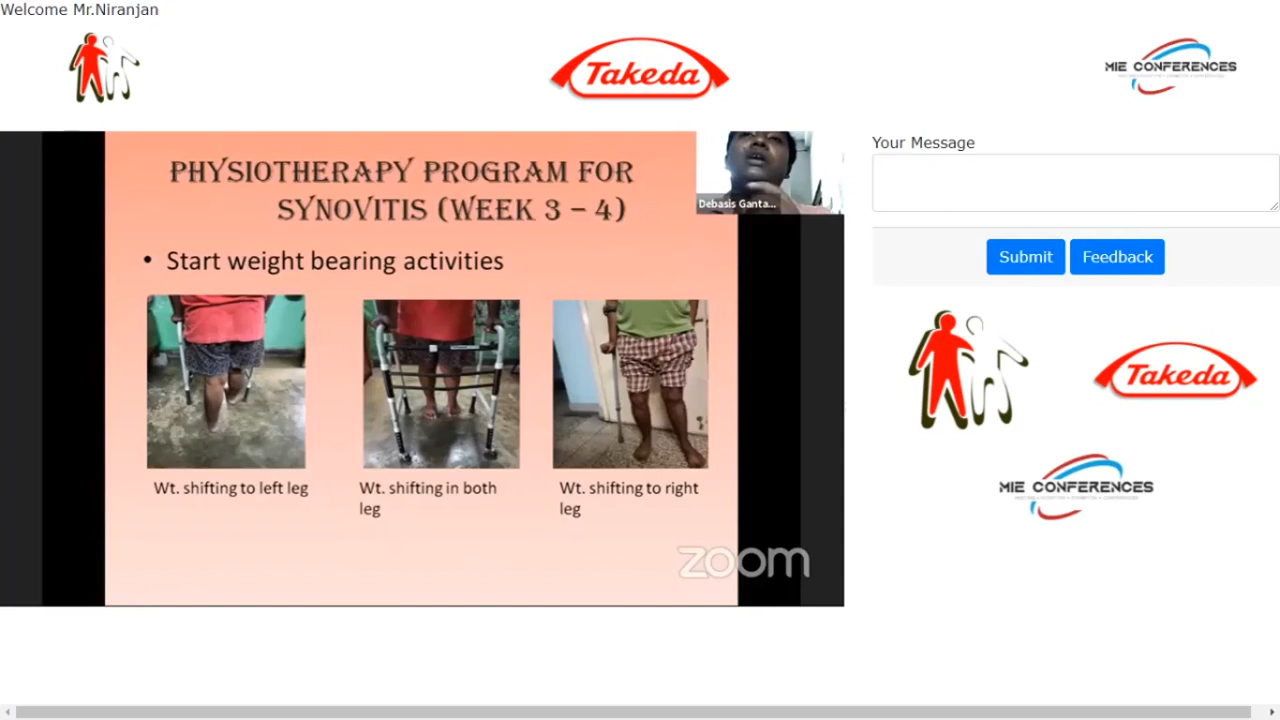 Welcome Mr.Niranjan
Takeda
MIE CONFERENCES
PHYSIOTHERAPY PROGRAM FOR
SYNOVITIS (WEEK 3 – 4)
Debasis Ganta...
Your Message
• Start weight bearing activities
Submit
Feedback
Takeda
MIE CONFERENCES
Wt. shifting to left leg
Wt. shifting in both
leg
Wt. shifting to right
leg
zoom